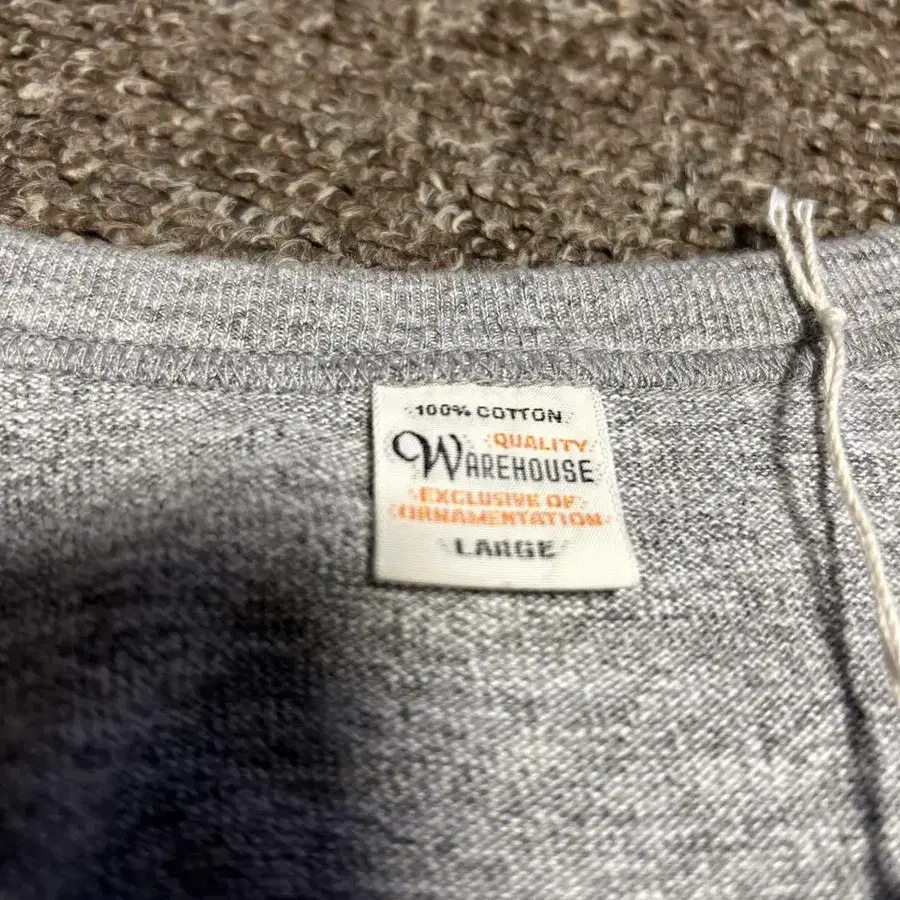 100% COTTON
QUALITY
WAREHOUSE
EXCLUSIVE OF
ORNAMENTATION
LARGE